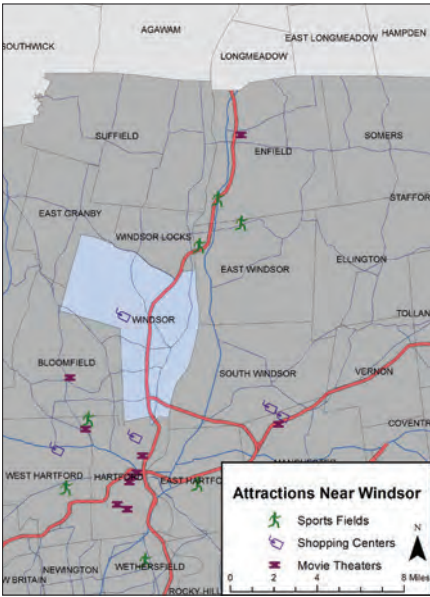 AGAWAM
HAMPDEN
EAST LONGMEADOW
SOUTHWICK
LONGMEADOW
SUFFIELD
SOMERS
ENFIELD
STAFFOR
EAST GRANBY
WINDSOR LOCKS
ELLINGTON
EAST WINDSOR
TOLLAN
WINDSOR
BLOOMFIELD
SOUTH WINDSOR
VERNON
COVENTR
MANCHESTER
WEST HARTFORD
HARTFORD
EAST HARTFO
NEWINGTON
WETHERSFIELD
W BRITAIN
ROCKY HILL
Attractions Near Windsor
Sports Fields
Shopping Centers
Movie Theaters
N
0 2 4 8 Miles